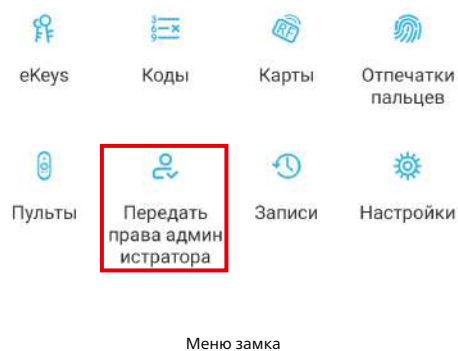 eKeys Коды Карты Отпечатки
пальцев
Пульты Передать Записи Настройки
права админ
истратора
Меню замка